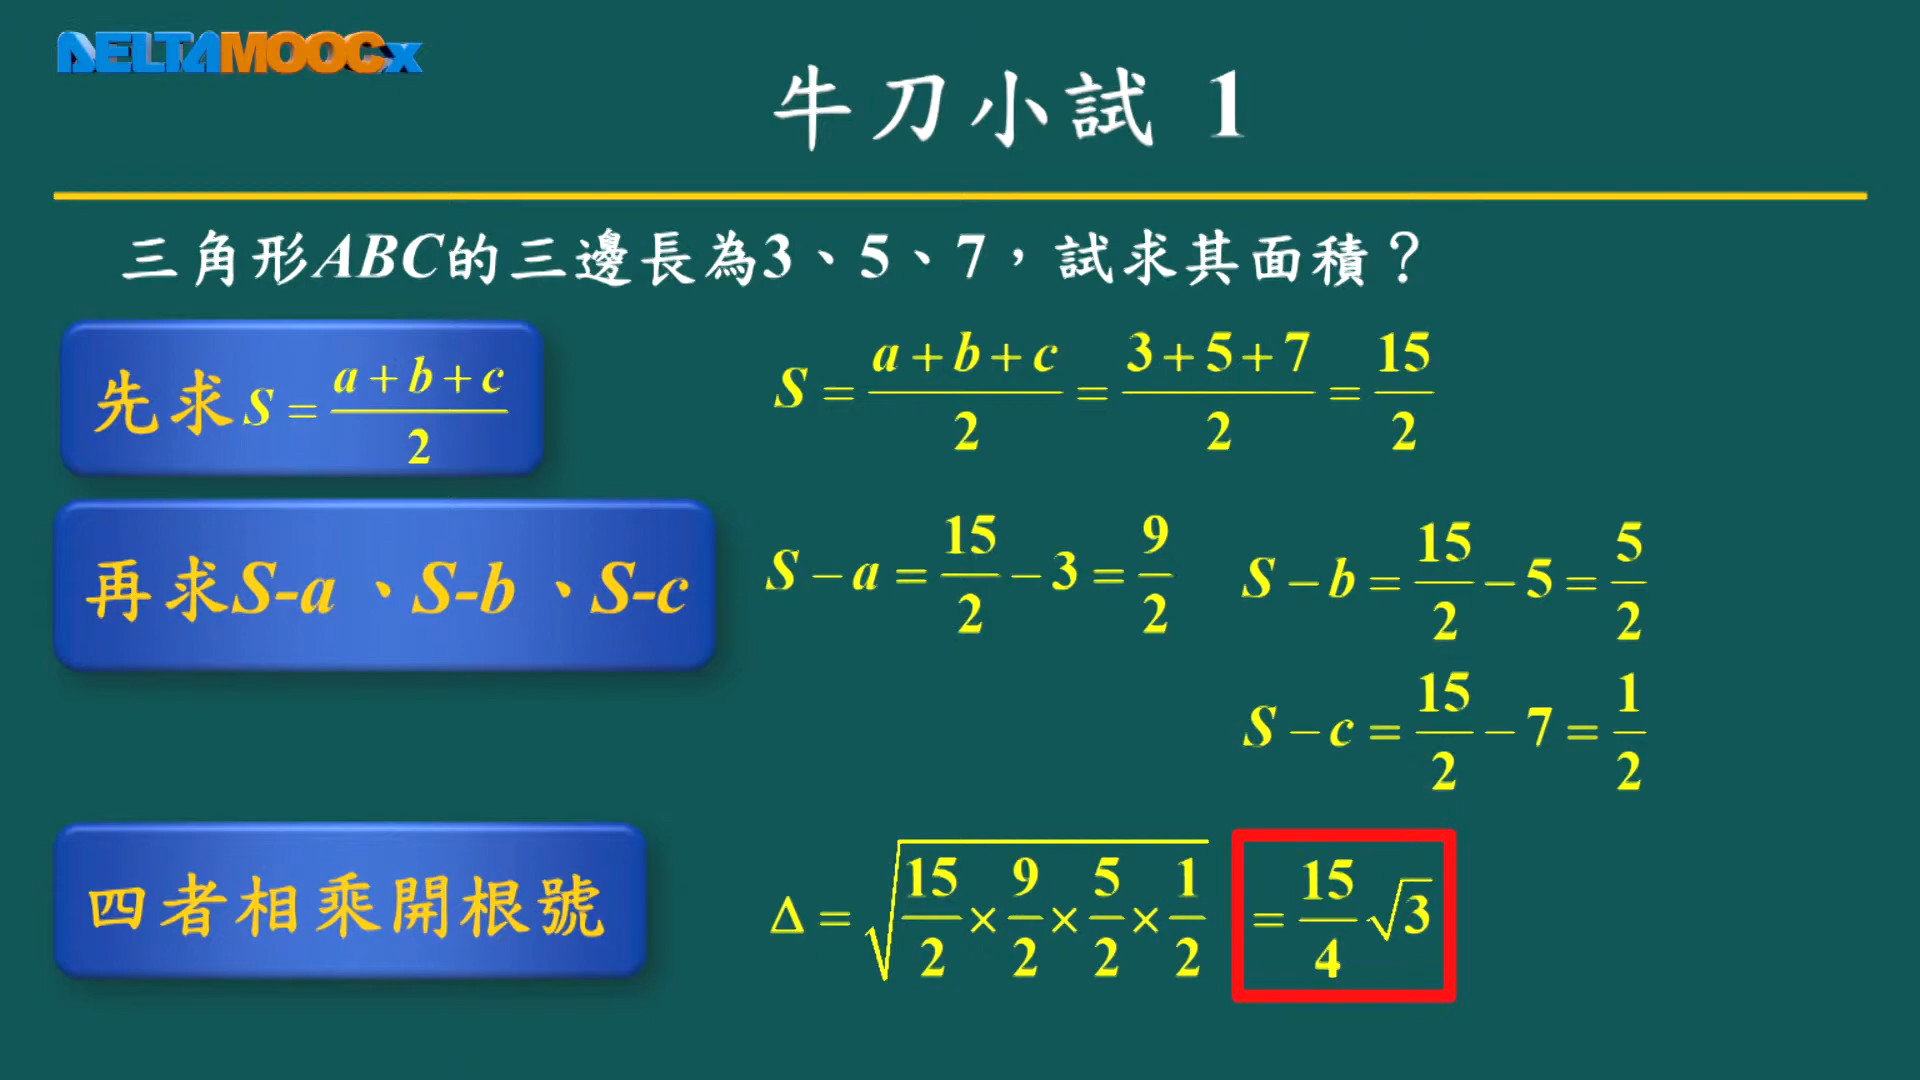 DELTAMOOCx
牛刀小試 1
三角形ABC的三邊長為3、5、7，試求其面積？
先求 S = (a+b+c)/2
S = (a+b+c)/2 = (3+5+7)/2 = 15/2
再求S-a、S-b、S-c
S-a = 15/2 - 3 = 9/2
S-b = 15/2 - 5 = 5/2
S-c = 15/2 - 7 = 1/2
四者相乘開根號
Δ = √(15/2 × 9/2 × 5/2 × 1/2) = 15/4 √3